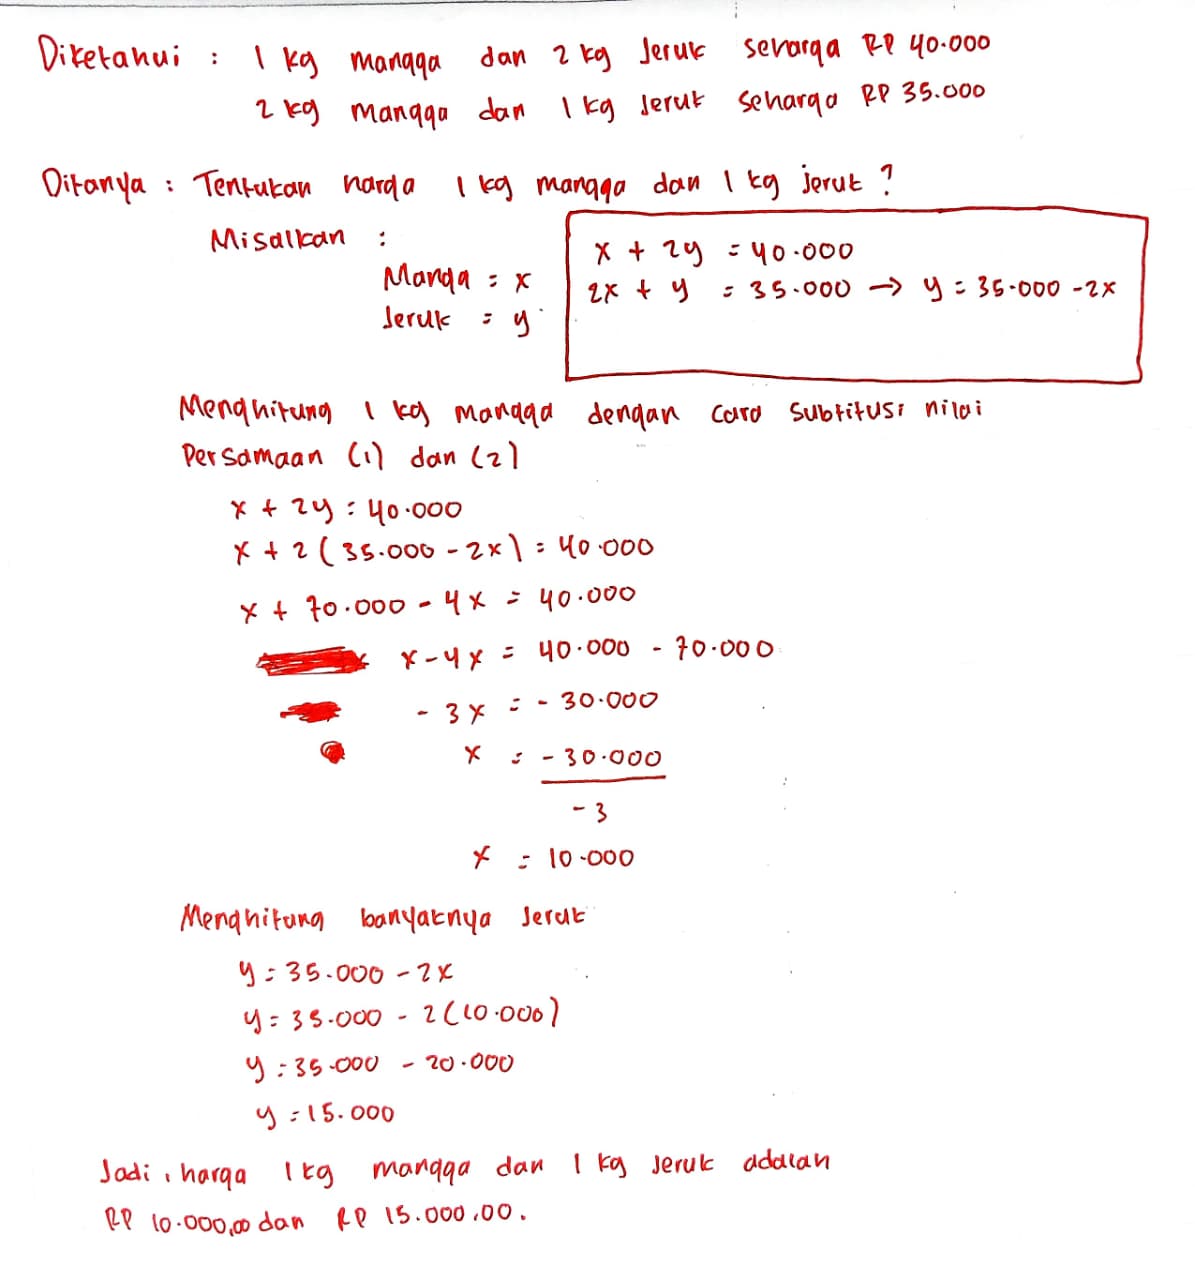 Diketahui : 1 kg mangga dan 2 kg Jeruk seharga RP 40.000
2 kg mangga dan 1 kg Jeruk seharga RP 35.000
Ditanya : Tentukan harga 1 kg mangga dan 1 kg jeruk ?
Misalkan :
Manga = x
Jeruk = y
x + 2y = 40.000
2x + y = 35.000 → y = 35.000 - 2x
Menghitung 1 kg mangga dengan cara subtitusi nilai
Persamaan (1) dan (2)
x + 2y = 40.000
x + 2 (35.000 - 2x) = 40.000
x + 70.000 - 4x = 40.000
x - 4x = 40.000 - 70.000
- 3x = - 30.000
x = - 30.000
- 3
x = 10.000
Menghitung banyaknya Jeruk
y = 35.000 - 2x
y = 35.000 - 2 (10.000)
y = 35.000 - 20.000
y = 15.000
Jadi, harga 1 kg mangga dan 1 kg Jeruk adalah
RP 10.000,00 dan RP 15.000,00.